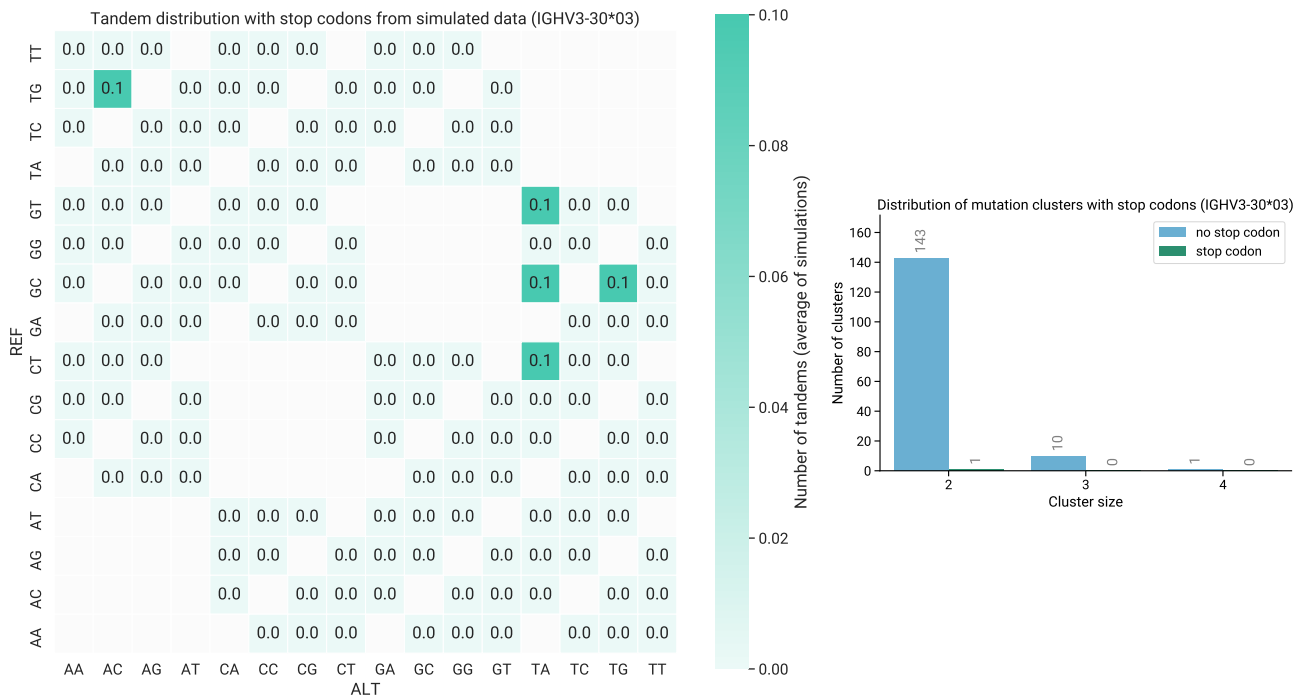 Tandem distribution with stop codons from simulated data (IGHV3-30*03)
TT 0.0 0.0 0.0 0.0 0.0 0.0 0.0 0.0 0.0
TG 0.0 0.1 0.0 0.0 0.0 0.0 0.0 0.0 0.0
TC 0.0 0.0 0.0 0.0 0.0 0.0 0.0 0.0 0.0
TA 0.0 0.0 0.0 0.0 0.0 0.0 0.0 0.0 0.0
GT 0.0 0.0 0.0 0.0 0.0 0.0 0.1 0.0 0.0
GG 0.0 0.0 0.0 0.0 0.0 0.0 0.0 0.0 0.0
GC 0.0 0.0 0.0 0.0 0.0 0.0 0.1 0.1 0.0
GA 0.0 0.0 0.0 0.0 0.0 0.0 0.0 0.0 0.0
CT 0.0 0.0 0.0 0.0 0.0 0.0 0.1 0.0 0.0
CG 0.0 0.0 0.0 0.0 0.0 0.0 0.0 0.0 0.0
CC 0.0 0.0 0.0 0.0 0.0 0.0 0.0 0.0 0.0
CA 0.0 0.0 0.0 0.0 0.0 0.0 0.0 0.0 0.0
AT 0.0 0.0 0.0 0.0 0.0 0.0 0.0 0.0 0.0
AG 0.0 0.0 0.0 0.0 0.0 0.0 0.0 0.0 0.0
AC 0.0 0.0 0.0 0.0 0.0 0.0 0.0 0.0 0.0
AA 0.0 0.0 0.0 0.0 0.0 0.0 0.0 0.0 0.0
REF
AA AC AG AT CA CC CG CT GA GC GG GT TA TC TG TT
ALT
0.10
0.08
0.06
0.04
0.02
0.00
Number of tandems (average of simulations)
Distribution of mutation clusters with stop codons (IGHV3-30*03)
no stop codon
stop codon
160
140
120
100
80
60
40
20
0
Number of clusters
143
1
10
0
1
0
2 3 4
Cluster size